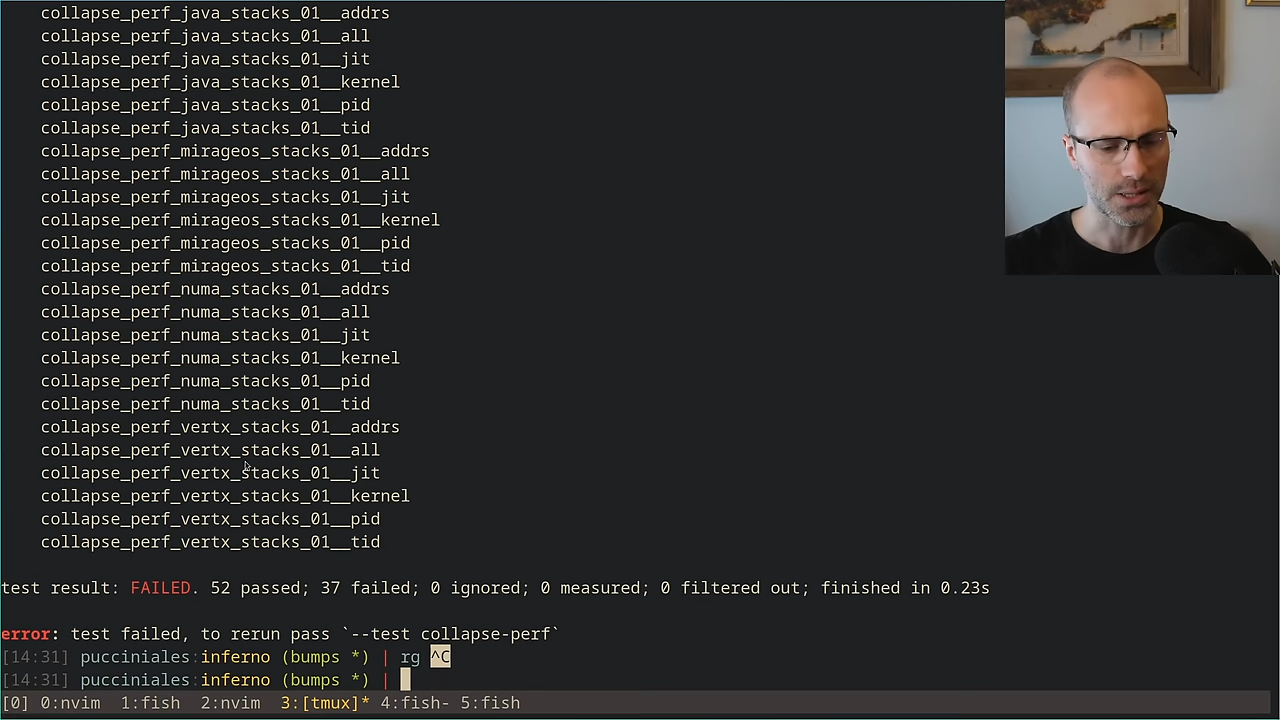 collapse_perf_java_stacks_01__addrs
collapse_perf_java_stacks_01__all
collapse_perf_java_stacks_01__jit
collapse_perf_java_stacks_01__kernel
collapse_perf_java_stacks_01__pid
collapse_perf_java_stacks_01__tid
collapse_perf_mirageos_stacks_01__addrs
collapse_perf_mirageos_stacks_01__all
collapse_perf_mirageos_stacks_01__jit
collapse_perf_mirageos_stacks_01__kernel
collapse_perf_mirageos_stacks_01__pid
collapse_perf_mirageos_stacks_01__tid
collapse_perf_numa_stacks_01__addrs
collapse_perf_numa_stacks_01__all
collapse_perf_numa_stacks_01__jit
collapse_perf_numa_stacks_01__kernel
collapse_perf_numa_stacks_01__pid
collapse_perf_numa_stacks_01__tid
collapse_perf_vertx_stacks_01__addrs
collapse_perf_vertx_stacks_01__all
collapse_perf_vertx_stacks_01__jit
collapse_perf_vertx_stacks_01__kernel
collapse_perf_vertx_stacks_01__pid
collapse_perf_vertx_stacks_01__tid
test result: FAILED. 52 passed; 37 failed; 0 ignored; 0 measured; 0 filtered out; finished in 0.23s
error: test failed, to rerun pass `--test collapse-perf`
[14:31] pucciniales:inferno (bumps *) | rg ^C
[14:31] pucciniales:inferno (bumps *) |
[0] 0:nvim 1:fish 2:nvim 3:[tmux]* 4:fish- 5:fish